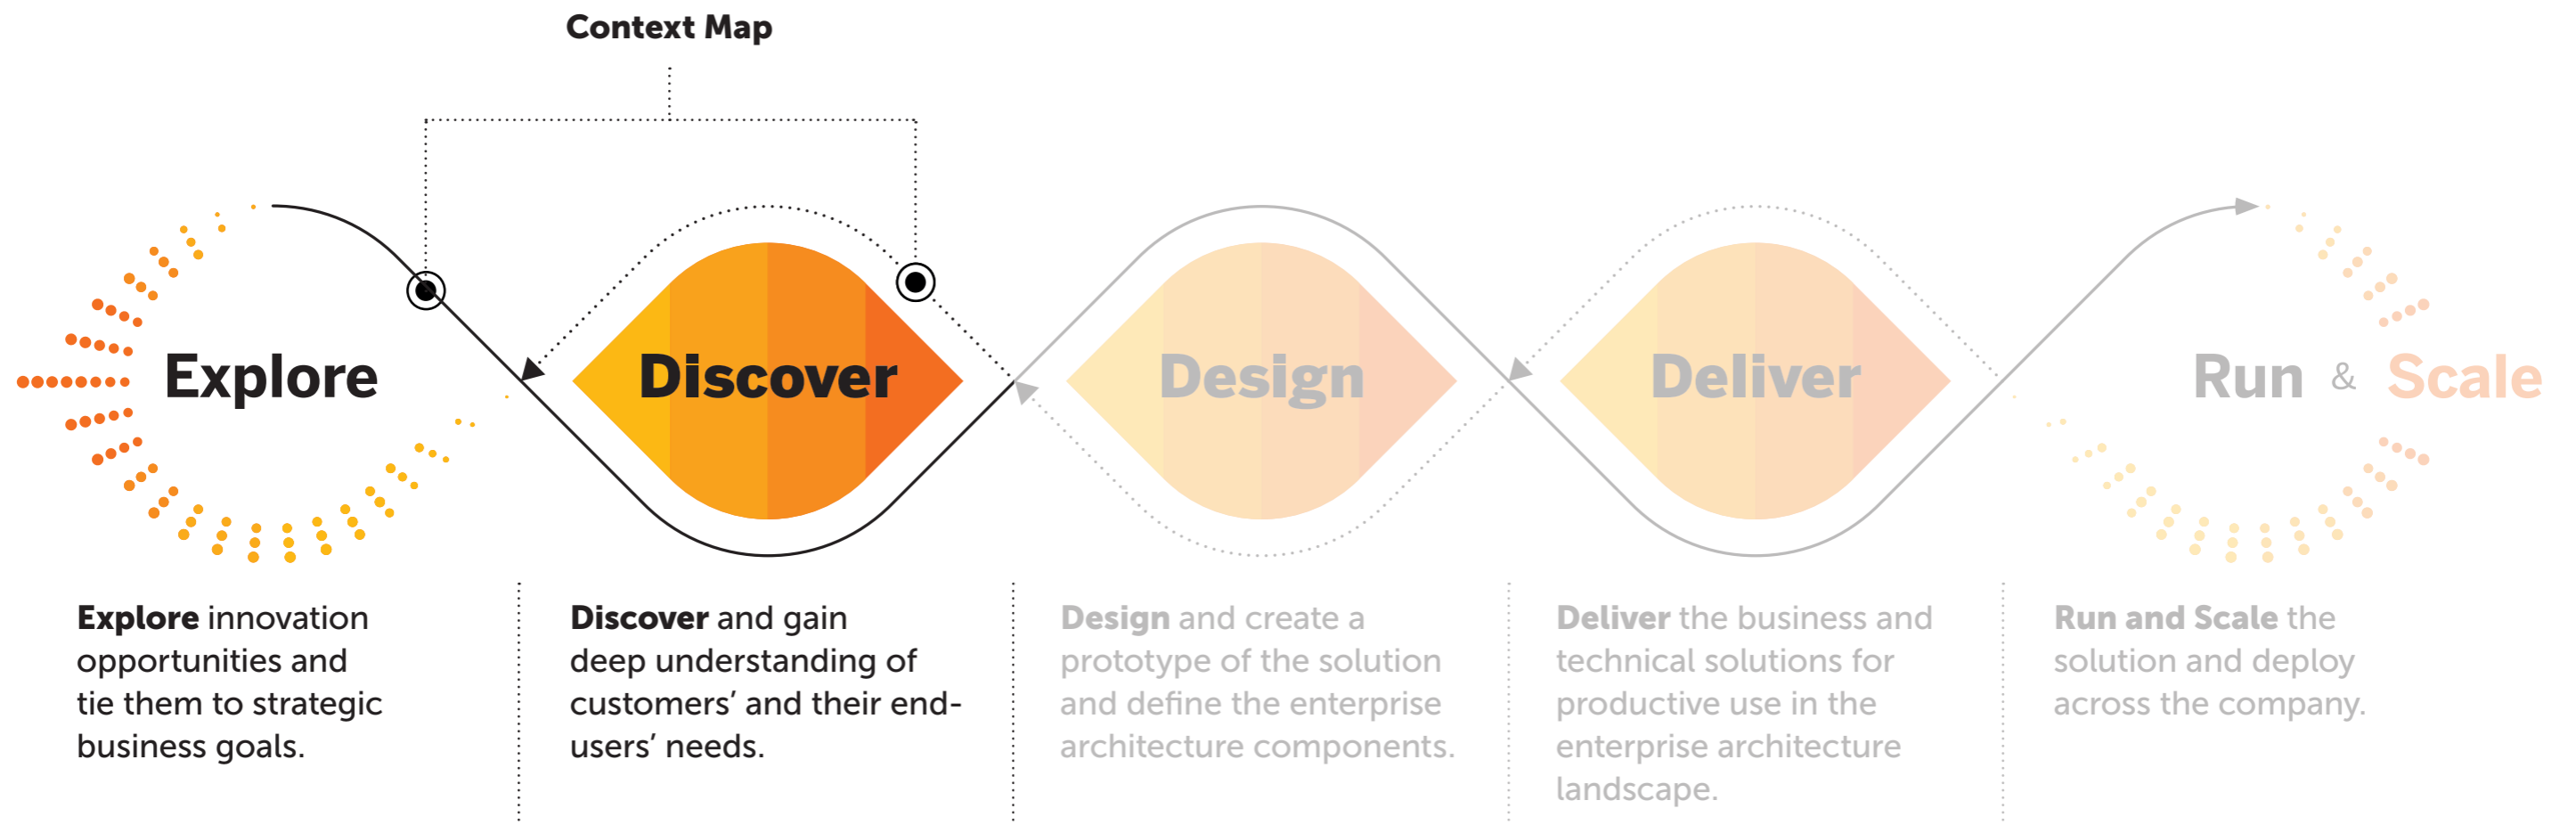 Context Map
Explore
Discover
Design
Deliver
Run & Scale
Explore innovation
opportunities and
tie them to strategic
business goals.
Discover and gain
deep understanding of
customers’ and their end-
users’ needs.
Design and create a
prototype of the solution
and define the enterprise
architecture components.
Deliver the business and
technical solutions for
productive use in the
enterprise architecture
landscape.
Run and Scale the
solution and deploy
across the company.